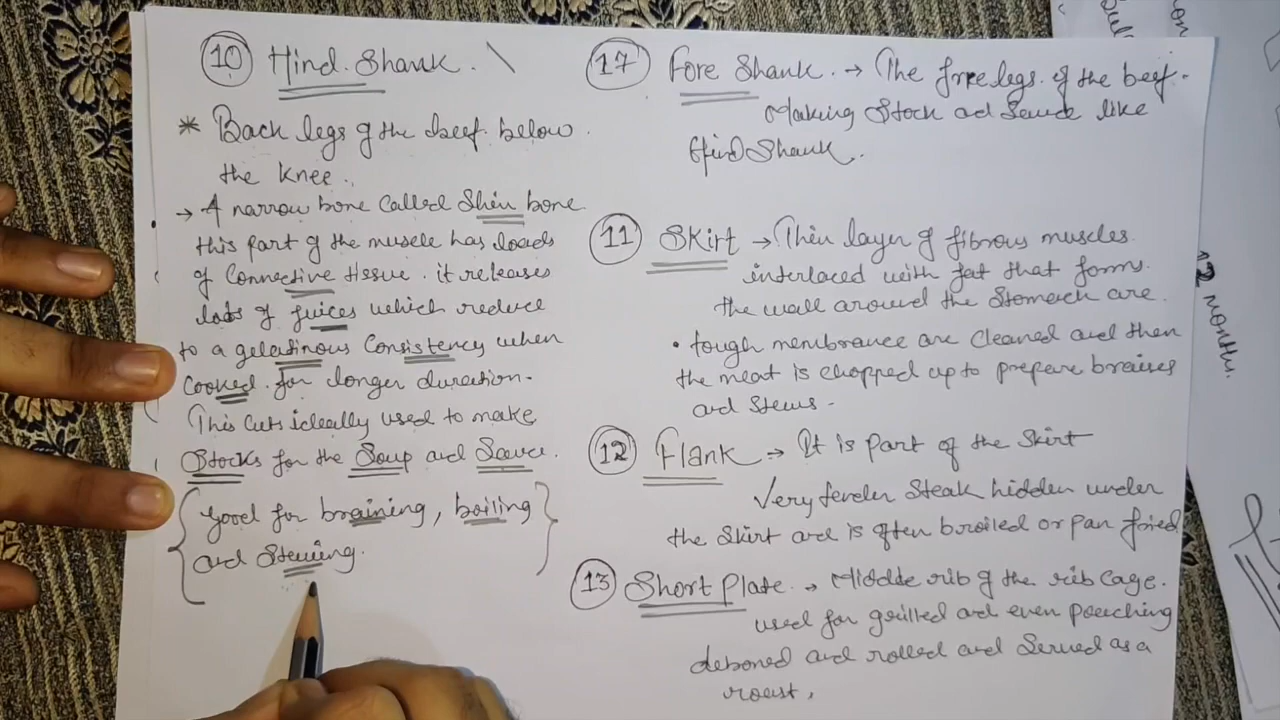 10 Hind Shank.
* Back legs of the beef below
the knee.
→ A narrow bone called Shin bone
this part of the muscle has loads
of Connective tissue. it releases
lots of juices which reduce
to a gelatinous Consistency when
Cooked for longer duration.
This cuts ideally used to make
Stocks for the Soup and Sauce.
Good for braining, boiling
and Stewing.
17 Fore Shank. → The fore legs of the beef.
Making Stock ad Sauce like
Hind Shank.
11 Skirt → Thin layer of fibrous muscles
interlaced with fat that forms
the wall around the Stomach are
• tough membrance are cleaned and then
the meat is chopped up to prepare braises
and Stews -
12 Flank → It is part of the Skirt
Very tender Steak hidden under
the Skirt and is often broiled or pan fried
13 Short Plate → Middle rib of the rib cage.
used for grilled ad even poeching
deboned and rolled and Served as a
roast,
2 months.